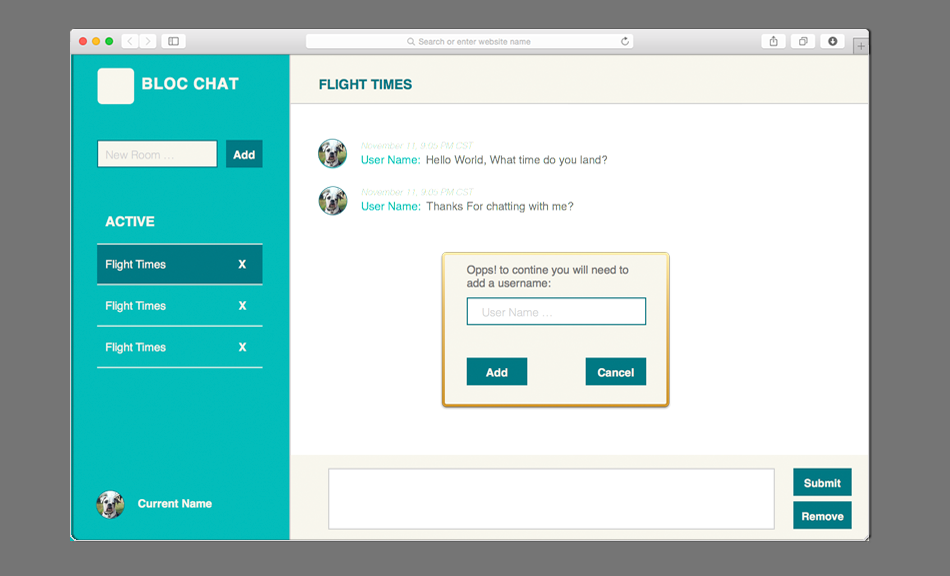 Search or enter website name
BLOC CHAT
New Room ...
Add
ACTIVE
Flight Times X
Flight Times X
Flight Times X
Current Name
FLIGHT TIMES
November 11, 9:05 PM CST
User Name: Hello World, What time do you land?
November 11, 9:05 PM CST
User Name: Thanks For chatting with me?
Opps! to contine you will need to
add a username:
User Name ...
Add Cancel
Submit
Remove